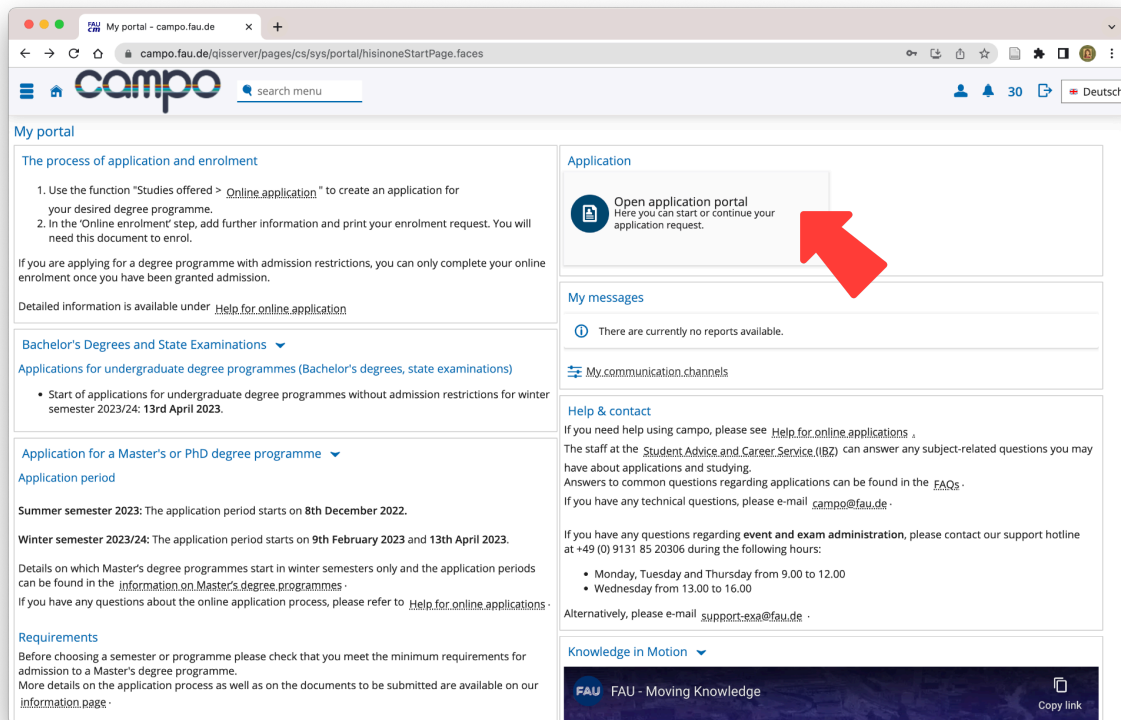 FAU cm My portal - campo.fau.de
campo.fau.de/qisserver/pages/cs/sys/portal/hisinoneStartPage.faces
campo
search menu
30
Deutsch
My portal
The process of application and enrolment
1. Use the function "Studies offered > Online application " to create an application for
your desired degree programme.
2. In the 'Online enrolment' step, add further information and print your enrolment request. You will
need this document to enrol.
If you are applying for a degree programme with admission restrictions, you can only complete your online
enrolment once you have been granted admission.
Detailed information is available under Help for online application
Bachelor's Degrees and State Examinations
Applications for undergraduate degree programmes (Bachelor's degrees, state examinations)
• Start of applications for undergraduate degree programmes without admission restrictions for winter
semester 2023/24: 13rd April 2023.
Application for a Master's or PhD degree programme
Application period
Summer semester 2023: The application period starts on 8th December 2022.
Winter semester 2023/24: The application period starts on 9th February 2023 and 13th April 2023.
Details on which Master's degree programmes start in winter semesters only and the application periods
can be found in the information on Master's degree programmes .
If you have any questions about the online application process, please refer to Help for online applications .
Requirements
Before choosing a semester or programme please check that you meet the minimum requirements for
admission to a Master's degree programme.
More details on the application process as well as on the documents to be submitted are available on our
information page .
Application
Open application portal
Here you can start or continue your
application request.
My messages
There are currently no reports available.
My communication channels
Help & contact
If you need help using campo, please see Help for online applications .
The staff at the Student Advice and Career Service (IBZ) can answer any subject-related questions you may
have about applications and studying.
Answers to common questions regarding applications can be found in the FAQs .
If you have any technical questions, please e-mail campo@fau.de .
If you have any questions regarding event and exam administration, please contact our support hotline
at +49 (0) 9131 85 20306 during the following hours:
• Monday, Tuesday and Thursday from 9.00 to 12.00
• Wednesday from 13.00 to 16.00
Alternatively, please e-mail support-exa@fau.de .
Knowledge in Motion
FAU FAU - Moving Knowledge
Copy link